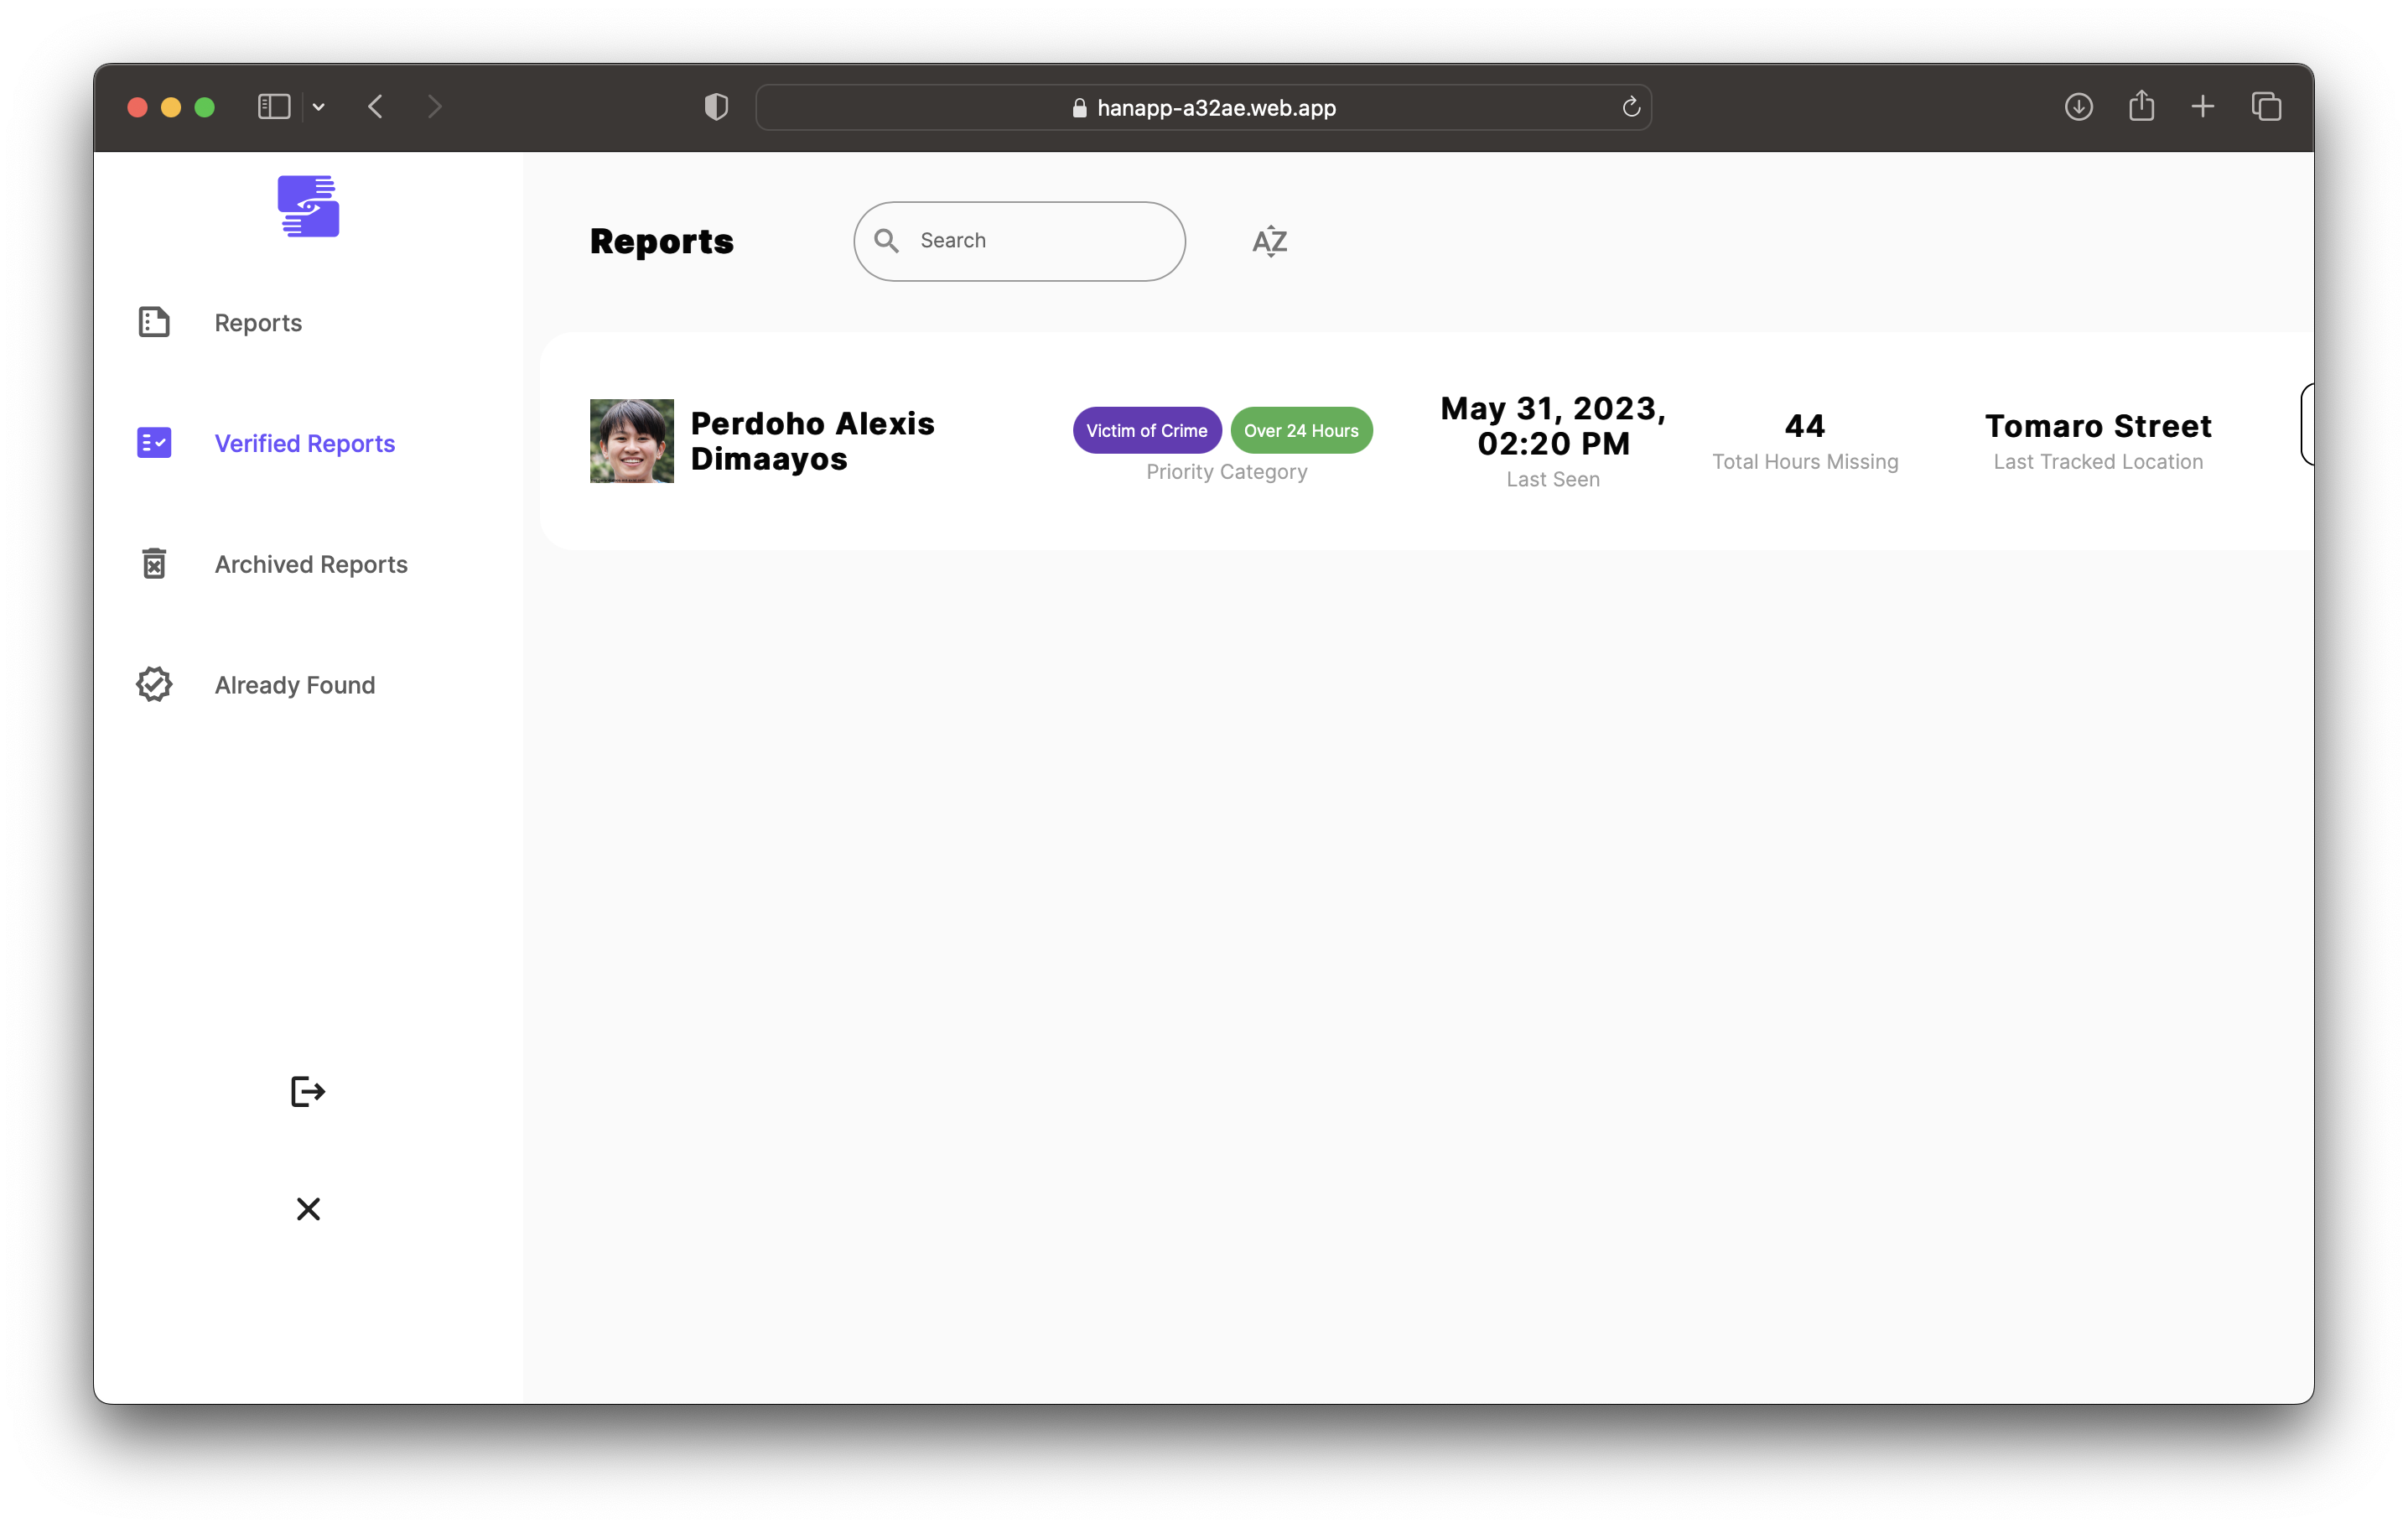 hanapp-a32ae.web.app
Reports
Verified Reports
Archived Reports
Already Found
Reports
Search
AZ
Perdoho Alexis
Dimaayos
Victim of Crime
Over 24 Hours
Priority Category
May 31, 2023,
02:20 PM
Last Seen
44
Total Hours Missing
Tomaro Street
Last Tracked Location